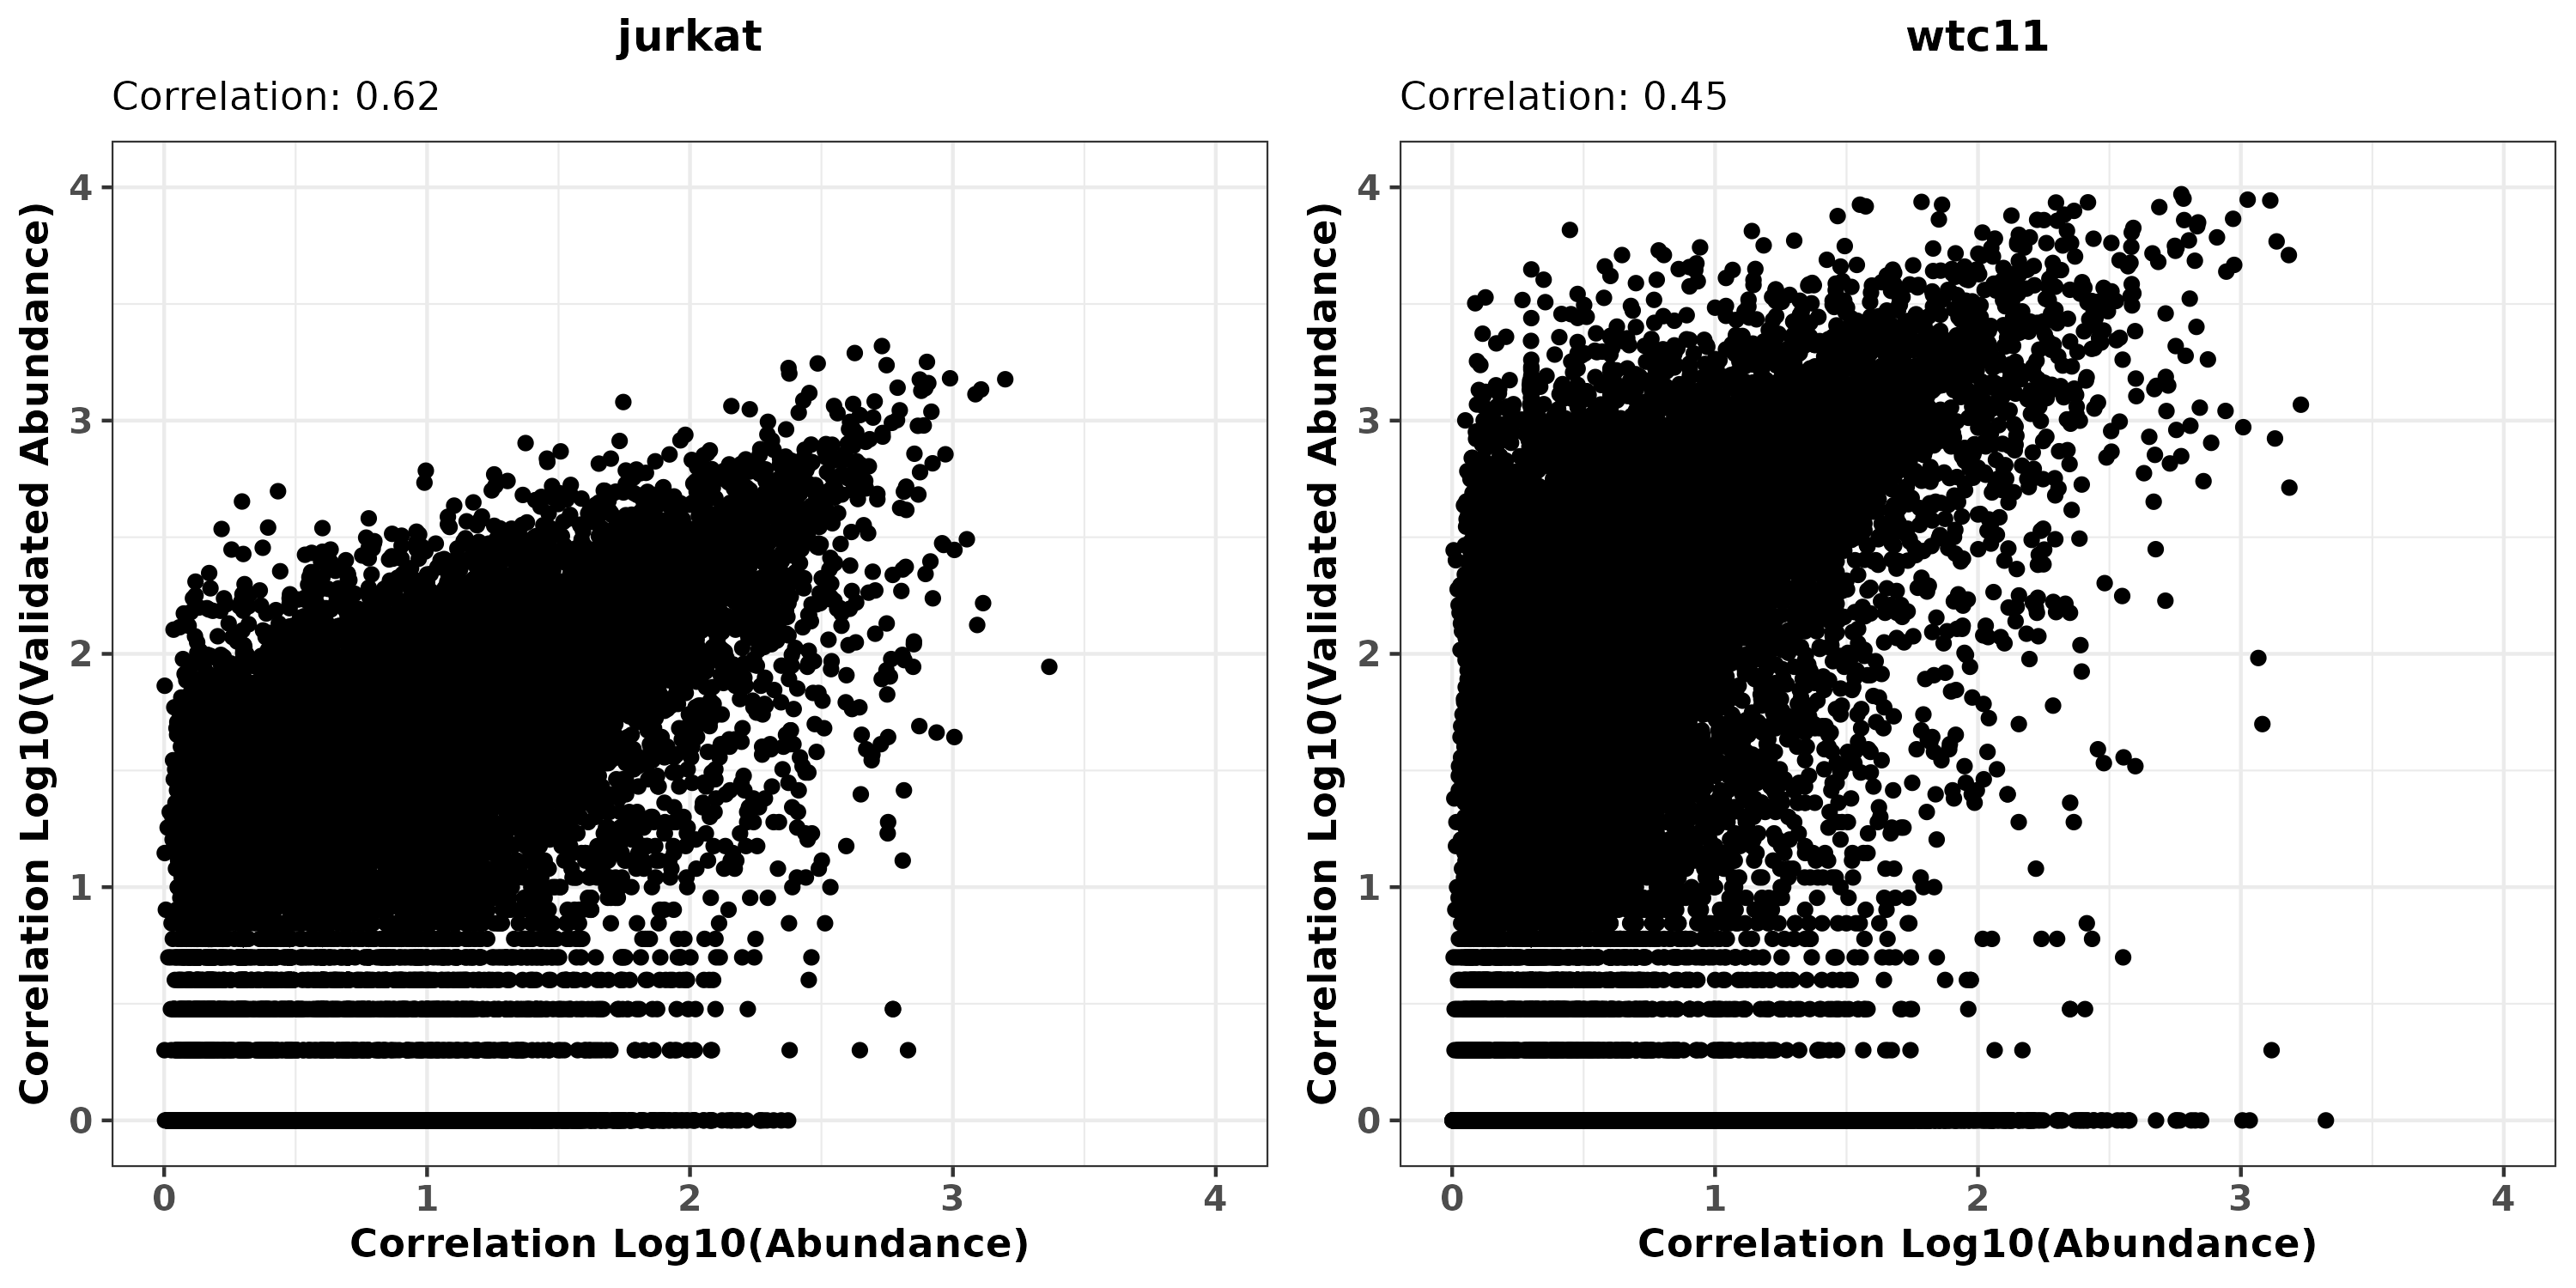 jurkat
Correlation: 0.62
Correlation Log10(Validated Abundance)
4
3
2
1
0
0 1 2 3 4
Correlation Log10(Abundance)
wtc11
Correlation: 0.45
Correlation Log10(Validated Abundance)
4
3
2
1
0
0 1 2 3 4
Correlation Log10(Abundance)